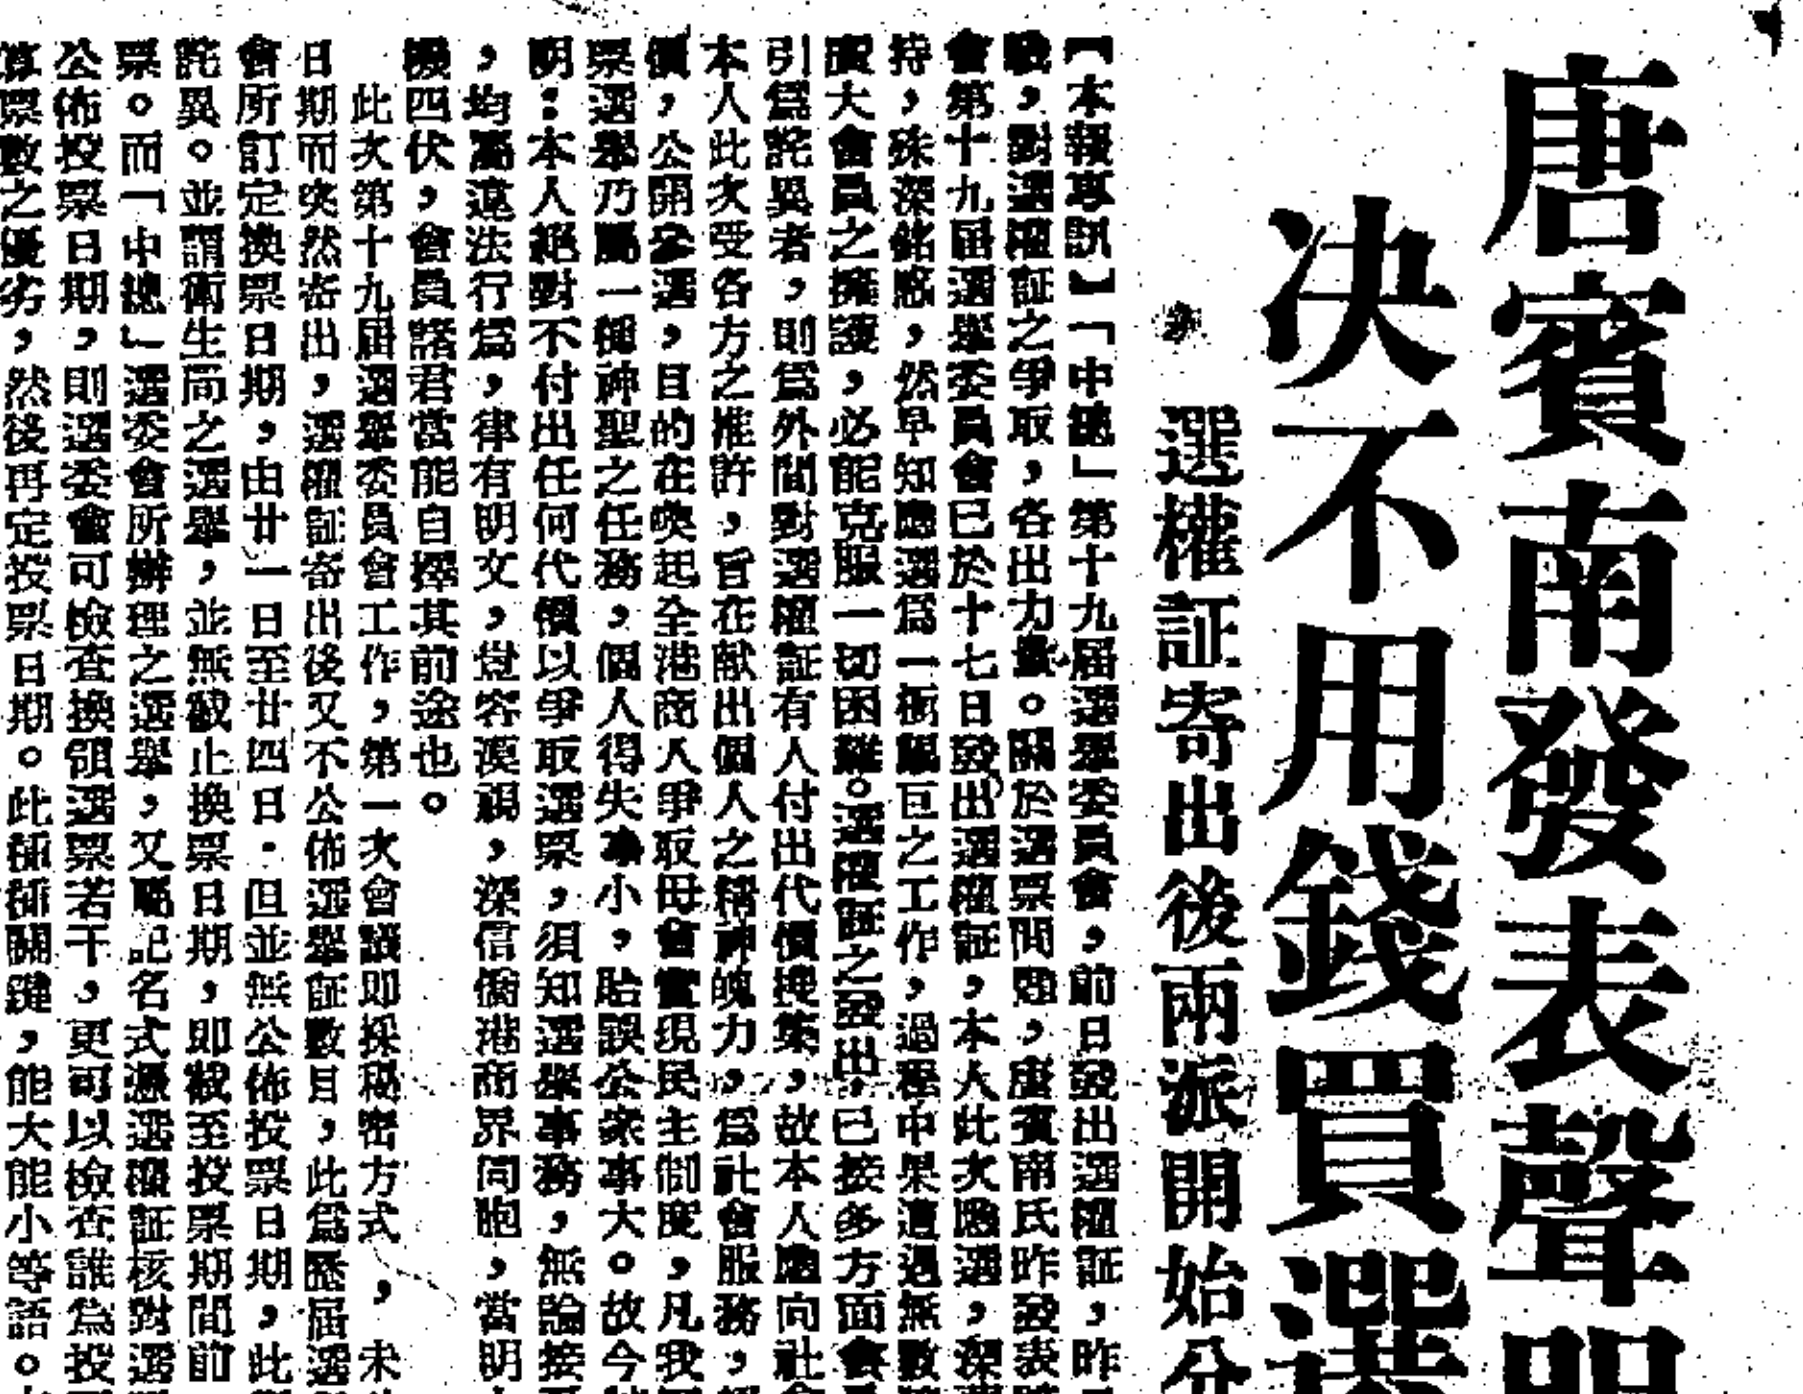 唐賓南發表聲明
决不用錢買選
選權証寄出後兩派開始分
【本報專訊】「中總」第十九屆選舉委員會，前日發出選權証，昨
戰，對選權証之爭取，各出力量。關於選票問題，唐賓南氏昨發表
會第十九屆選舉委員會已於十七日發出選權証，本人此次應選，深
持，殊深銘感，然早知應選爲一衝艱巨之工作，過程中果遭遇無數
廣大會員之擁護，必能克服一切困難。選權証之發出，已接多方面會
引爲詫異者，則爲外間對選權証有人付出代價搜集，故本人應向社
本人此次受各方之推許，旨在献出個人之精神魄力，爲社會服務，
價，公開參選，目的在喚起全港商人爭取母會實現民主制度，凡我
票選舉乃屬一種神聖之任務，個人得失事小，貽誤公衆事大。故今
明：本人絕對不付出任何代價以爭取選票，須知選舉事務，無論接
，均屬違法行爲，律有明文，豈容漠視，深信僑港商界同胞，當明
機四伏，會員諸君當能自擇其前途也。
此次第十九屆選舉委員會工作，第一次會議即採秘密方式，未
日期而突然寄出，選權証寄出後又不公佈選舉証數目，此爲歷屆選
會所訂定換票日期，由廿一日至廿四日．但並無公佈投票日期，此
詫異。並謂衛生局之選舉，並無截止換票日期，即截至投票期間前
票。而「中總」選委會所辦理之選舉，又屬記名式憑選權証核對選
公佈投票日期，則選委會可檢查換領選票若干，更可以檢查誰爲投
算票數之優劣，然後再定投票日期。此種種關鍵，能大能小等語。